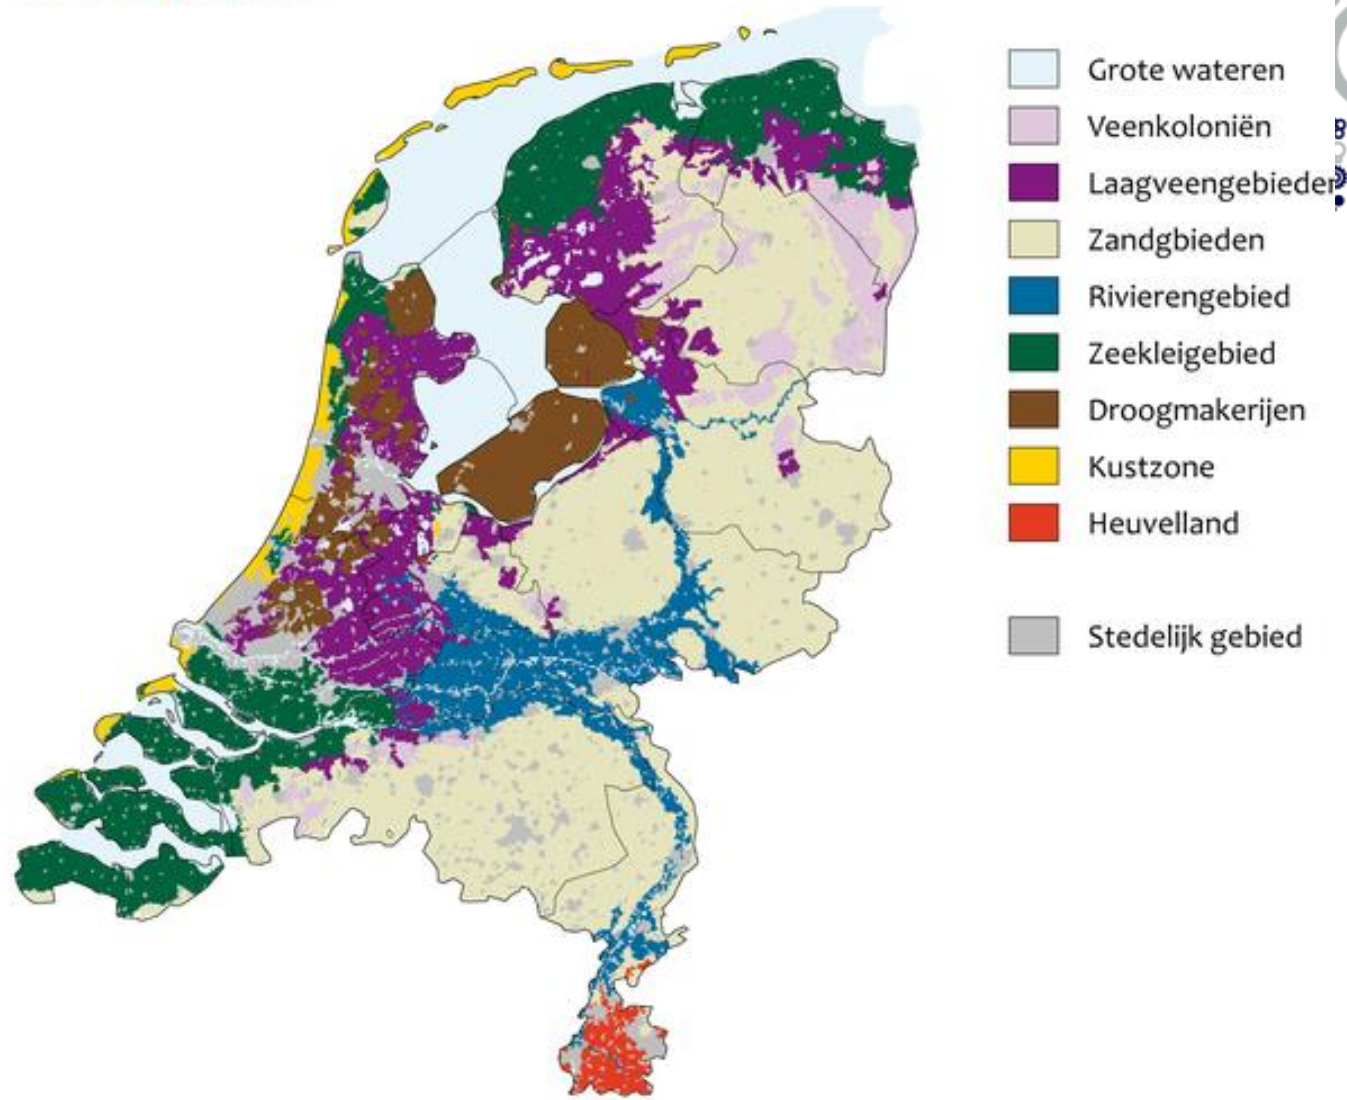 Grote wateren
Veenkoloniën
Laagveengebieden
Zandgbieden
Rivierengebied
Zeekleigebied
Droogmakerijen
Kustzone
Heuvelland
Stedelijk gebied